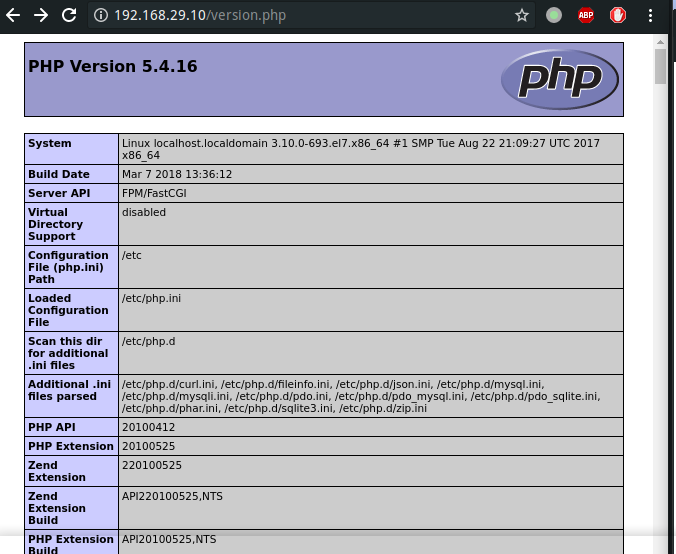 192.168.29.10/version.php
ABP
PHP Version 5.4.16
php
System
Linux localhost.localdomain 3.10.0-693.el7.x86_64 #1 SMP Tue Aug 22 21:09:27 UTC 2017
x86_64
Build Date
Mar 7 2018 13:36:12
Server API
FPM/FastCGI
Virtual
Directory
Support
disabled
Configuration
File (php.ini)
Path
/etc
Loaded
Configuration
File
/etc/php.ini
Scan this dir
for additional
.ini files
/etc/php.d
Additional .ini
files parsed
/etc/php.d/curl.ini, /etc/php.d/fileinfo.ini, /etc/php.d/json.ini, /etc/php.d/mysql.ini,
/etc/php.d/mysqli.ini, /etc/php.d/pdo.ini, /etc/php.d/pdo_mysql.ini, /etc/php.d/pdo_sqlite.ini,
/etc/php.d/phar.ini, /etc/php.d/sqlite3.ini, /etc/php.d/zip.ini
PHP API
20100412
PHP Extension
20100525
Zend
Extension
220100525
Zend
Extension
Build
API220100525,NTS
PHP Extension
Build
API20100525,NTS